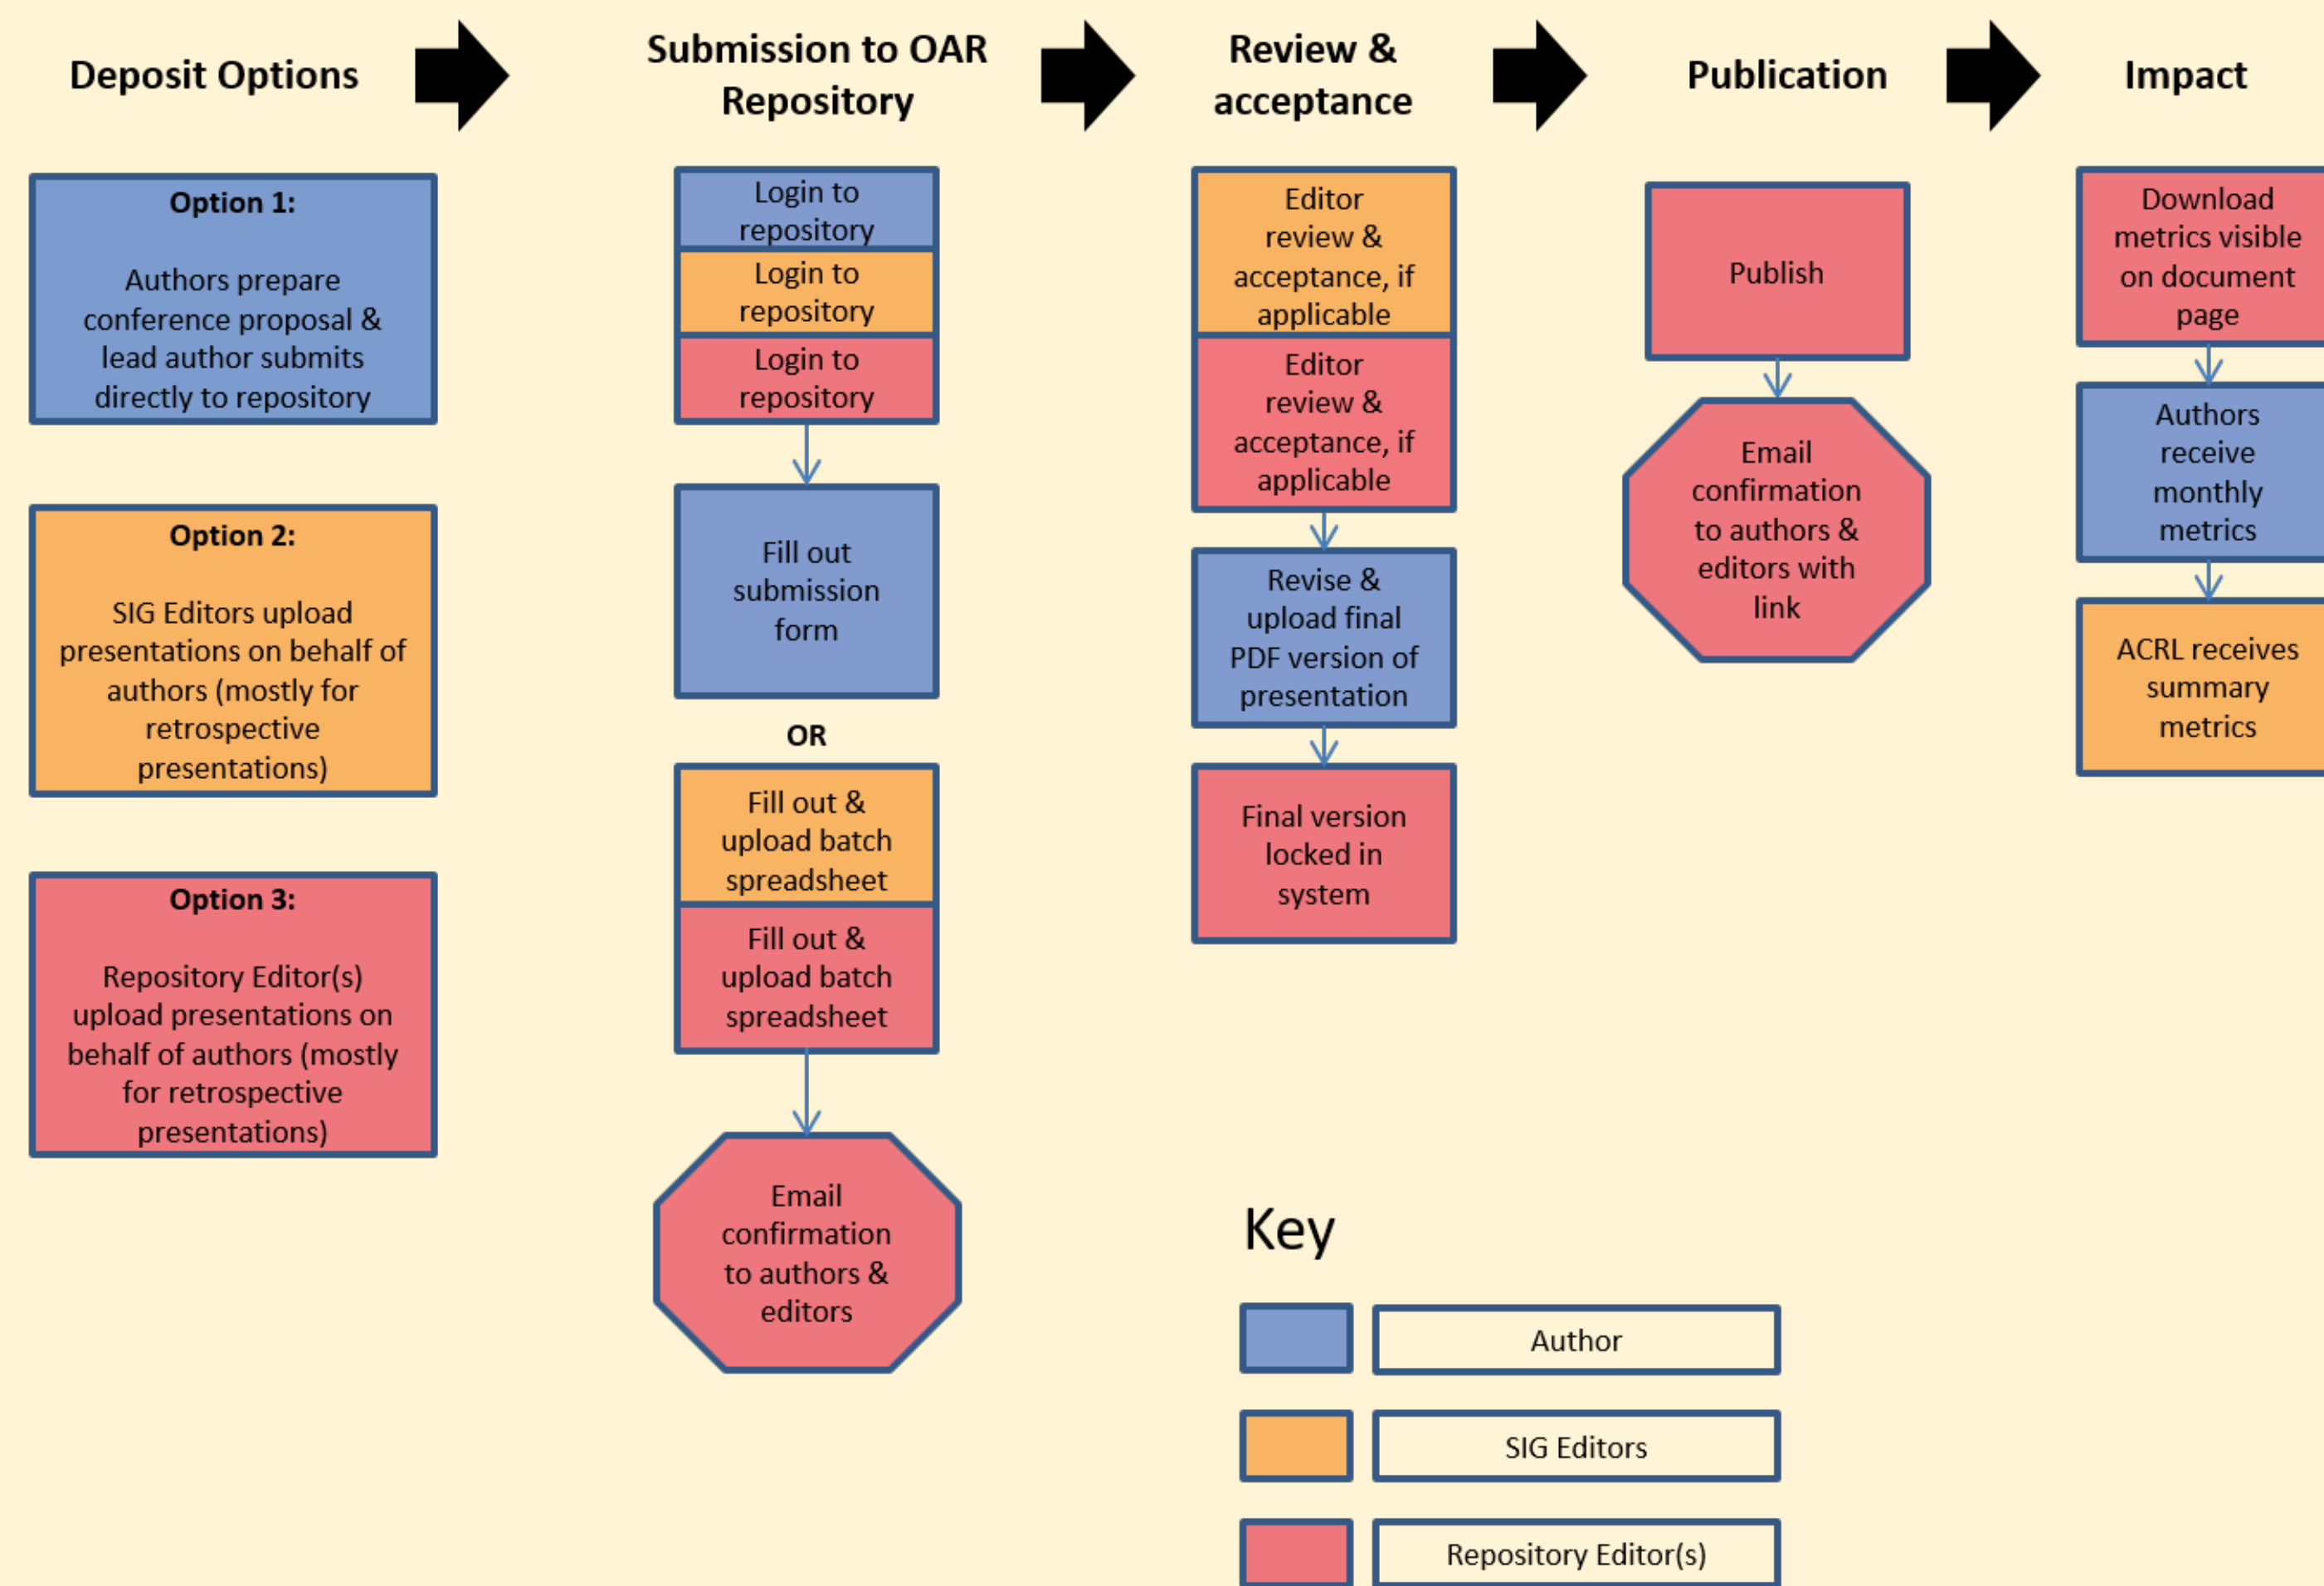 Deposit Options
Submission to OAR
Repository
Review &
acceptance
Publication
Impact
Option 1:
Authors prepare
conference proposal &
lead author submits
directly to repository
Option 2:
SIG Editors upload
presentations on behalf of
authors (mostly for
retrospective
presentations)
Option 3:
Repository Editor(s)
upload presentations on
behalf of authors (mostly
for retrospective
presentations)
Login to
repository
Login to
repository
Login to
repository
Fill out
submission
form
OR
Fill out &
upload batch
spreadsheet
Fill out &
upload batch
spreadsheet
Email
confirmation
to authors &
editors
Editor
review &
acceptance, if
applicable
Editor
review &
acceptance, if
applicable
Revise &
upload final
PDF version of
presentation
Final version
locked in
system
Publish
Email
confirmation
to authors &
editors with
link
Download
metrics visible
on document
page
Authors
receive
monthly
metrics
ACRL receives
summary
metrics
Key
Author
SIG Editors
Repository Editor(s)